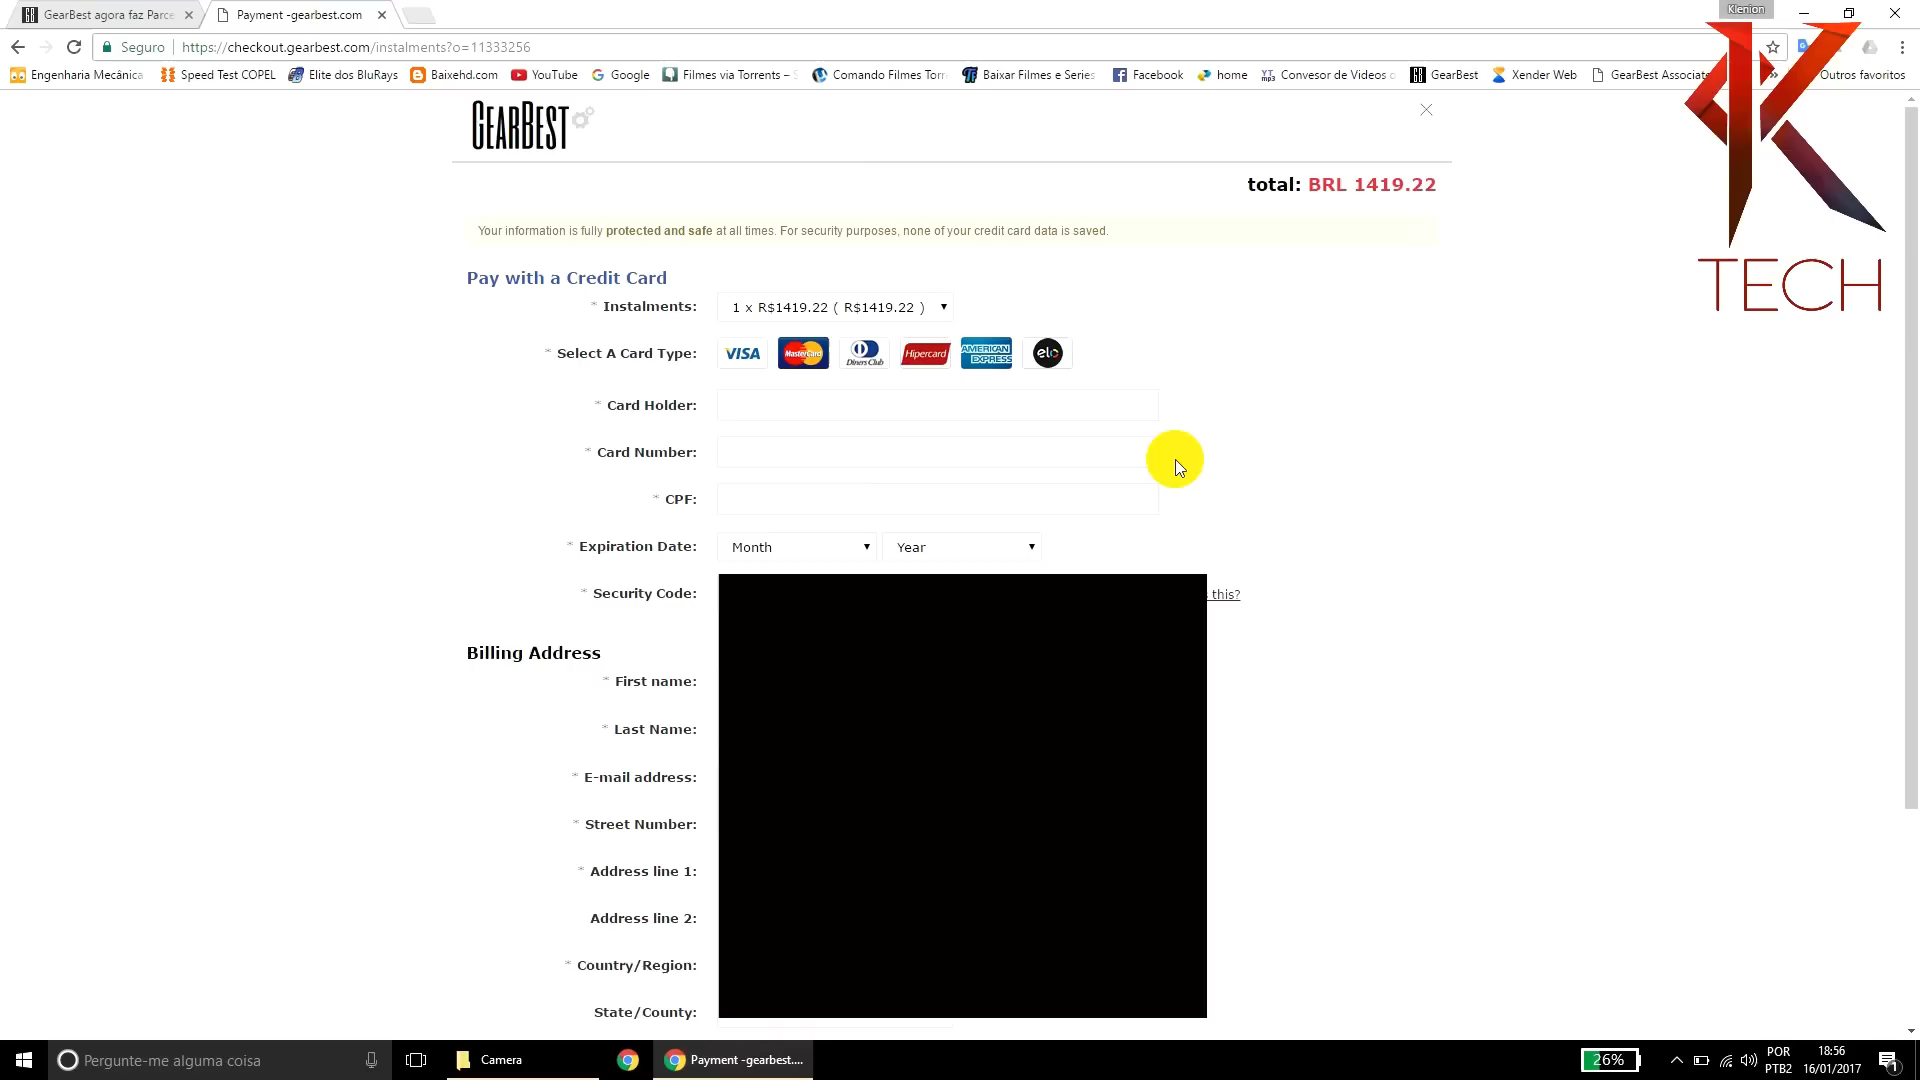 GearBest agora faz Parce
Payment -gearbest.com
Klenion
Seguro
https://checkout.gearbest.com/instalments?o=11333256
Engenharia Mecânica
Speed Test COPEL
Elite dos BluRays
Baixehd.com
YouTube
Google
Filmes via Torrents – S
Comando Filmes Torre
Baixar Filmes e Series
Facebook
home
Convesor de Videos d
GearBest
Xender Web
GearBest Associate
Outros favoritos
GEARBEST
TECH
total: BRL 1419.22
Your information is fully protected and safe at all times. For security purposes, none of your credit card data is saved.
Pay with a Credit Card
* Instalments:
1 x R$1419.22 ( R$1419.22 )
* Select A Card Type:
VISA
MasterCard
Diners Club
Hipercard
AMERICAN EXPRESS
elo
* Card Holder:
* Card Number:
* CPF:
* Expiration Date:
Month
Year
* Security Code:
this?
Billing Address
* First name:
* Last Name:
* E-mail address:
* Street Number:
* Address line 1:
Address line 2:
* Country/Region:
State/County:
Pergunte-me alguma coisa
Camera
Payment -gearbest....
26%
POR
PTB2
18:56
16/01/2017
1